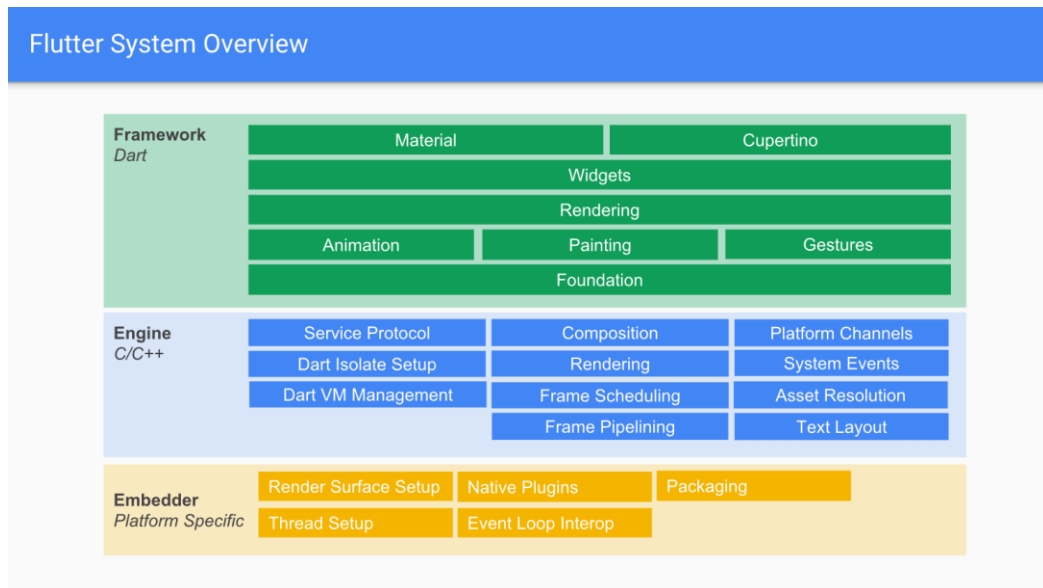 Flutter System Overview
Framework
Dart
Material
Cupertino
Widgets
Rendering
Animation
Painting
Gestures
Foundation
Engine
C/C++
Service Protocol
Composition
Platform Channels
Dart Isolate Setup
Rendering
System Events
Dart VM Management
Frame Scheduling
Asset Resolution
Frame Pipelining
Text Layout
Embedder
Platform Specific
Render Surface Setup
Native Plugins
Packaging
Thread Setup
Event Loop Interop